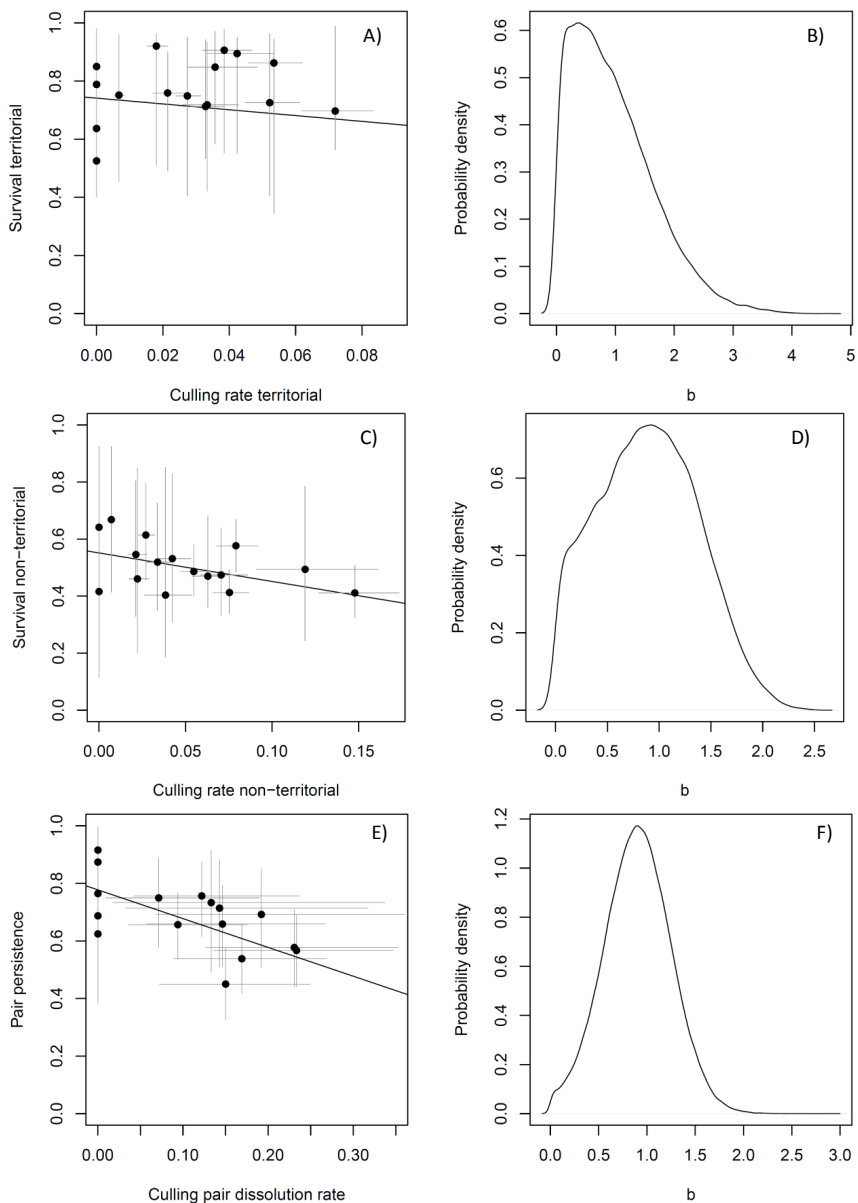 A)
Survival territorial
0.0 0.2 0.4 0.6 0.8 1.0
0.00 0.02 0.04 0.06 0.08
Culling rate territorial
B)
Probability density
0.0 0.1 0.2 0.3 0.4 0.5 0.6
0 1 2 3 4 5
b
C)
Survival non−territorial
0.0 0.2 0.4 0.6 0.8 1.0
0.00 0.05 0.10 0.15
Culling rate non−territorial
D)
Probability density
0.0 0.2 0.4 0.6
0.0 0.5 1.0 1.5 2.0 2.5
b
E)
Pair persistence
0.0 0.2 0.4 0.6 0.8 1.0
0.00 0.10 0.20 0.30
Culling pair dissolution rate
F)
Probability density
0.0 0.2 0.4 0.6 0.8 1.0 1.2
0.0 0.5 1.0 1.5 2.0 2.5 3.0
b